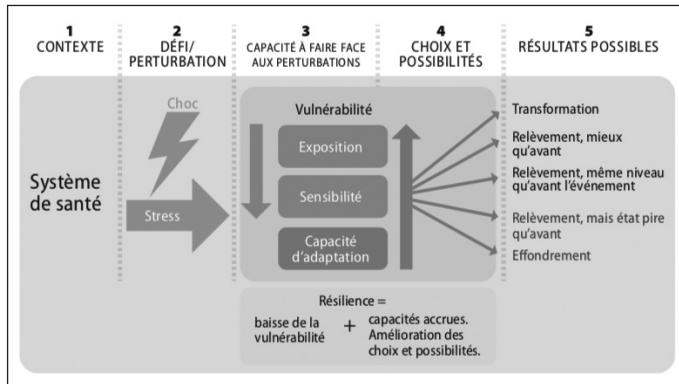 1
CONTEXTE
2
DÉFI/
PERTURBATION
3
CAPACITÉ À FAIRE FACE
AUX PERTURBATIONS
4
CHOIX ET
POSSIBILITÉS
5
RÉSULTATS POSSIBLES
Système
de santé
Choc
Stress
Vulnérabilité
Exposition
Sensibilité
Capacité
d'adaptation
Transformation
Relèvement, mieux
qu'avant
Relèvement, même niveau
qu'avant l'événement
Relèvement, mais état pire
qu'avant
Effondrement
Résilience =
baisse de la
vulnérabilité
+
capacités accrues.
Amélioration des
choix et possibilités.